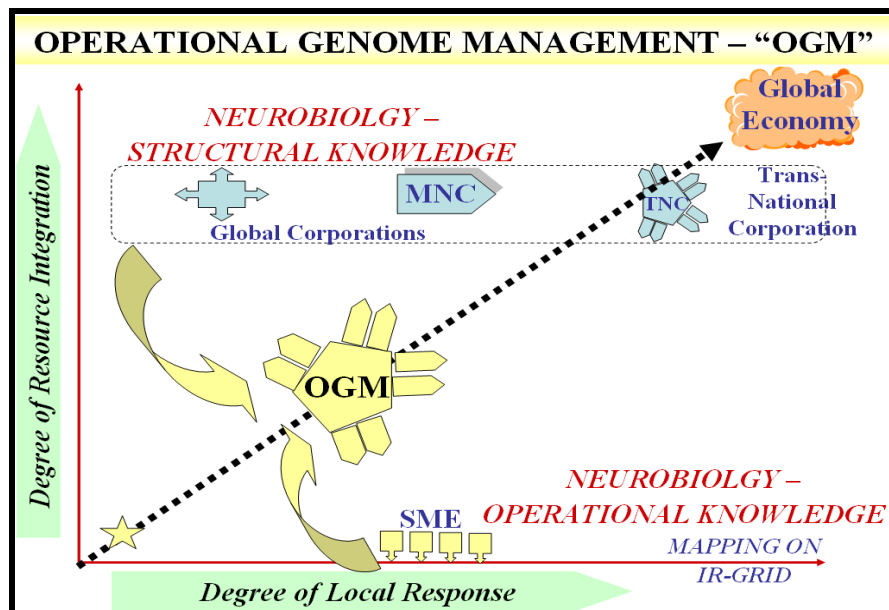 OPERATIONAL GENOME MANAGEMENT – “OGM”
Global
Economy
NEUROBIOLGY –
STRUCTURAL KNOWLEDGE
MNC
TNC
Trans-
National
Corporation
Global Corporations
Degree of Resource Integration
OGM
NEUROBIOLGY –
OPERATIONAL KNOWLEDGE
SME
MAPPING ON
IR-GRID
Degree of Local Response